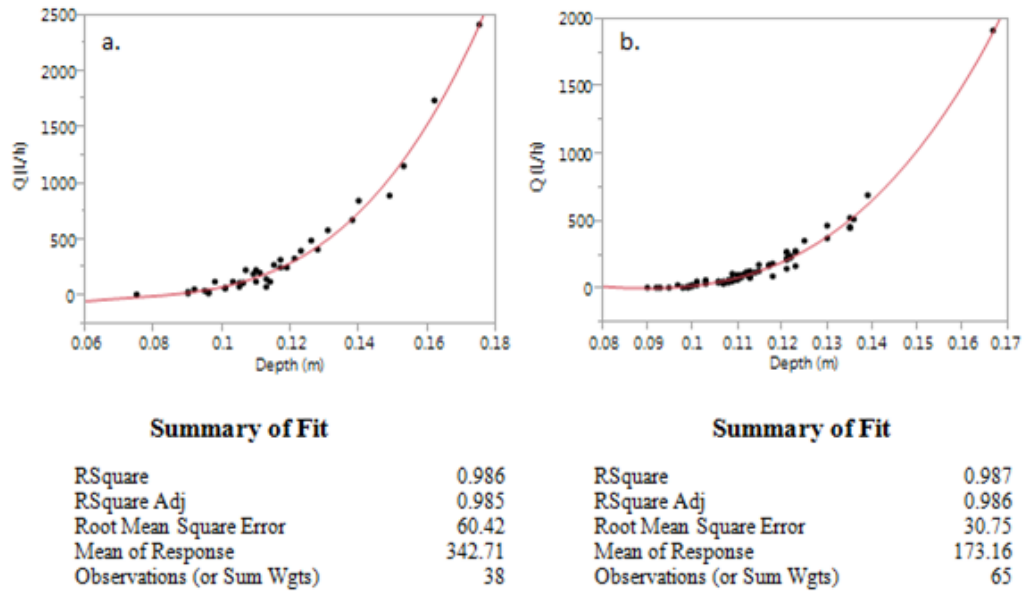 a.
Q (L/h)
2500
2000
1500
1000
500
0
0.06 0.08 0.1 0.12 0.14 0.16 0.18
Depth (m)
b.
Q (L/h)
2000
1500
1000
500
0
0.08 0.09 0.1 0.11 0.12 0.13 0.14 0.15 0.16 0.17
Depth (m)
Summary of Fit
RSquare 0.986
RSquare Adj 0.985
Root Mean Square Error 60.42
Mean of Response 342.71
Observations (or Sum Wgts) 38
Summary of Fit
RSquare 0.987
RSquare Adj 0.986
Root Mean Square Error 30.75
Mean of Response 173.16
Observations (or Sum Wgts) 65